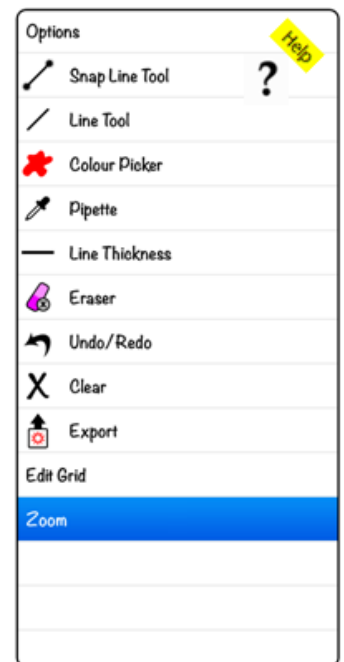 Options
Help
Snap Line Tool
?
Line Tool
Colour Picker
Pipette
Line Thickness
Eraser
Undo/Redo
Clear
Export
Edit Grid
Zoom